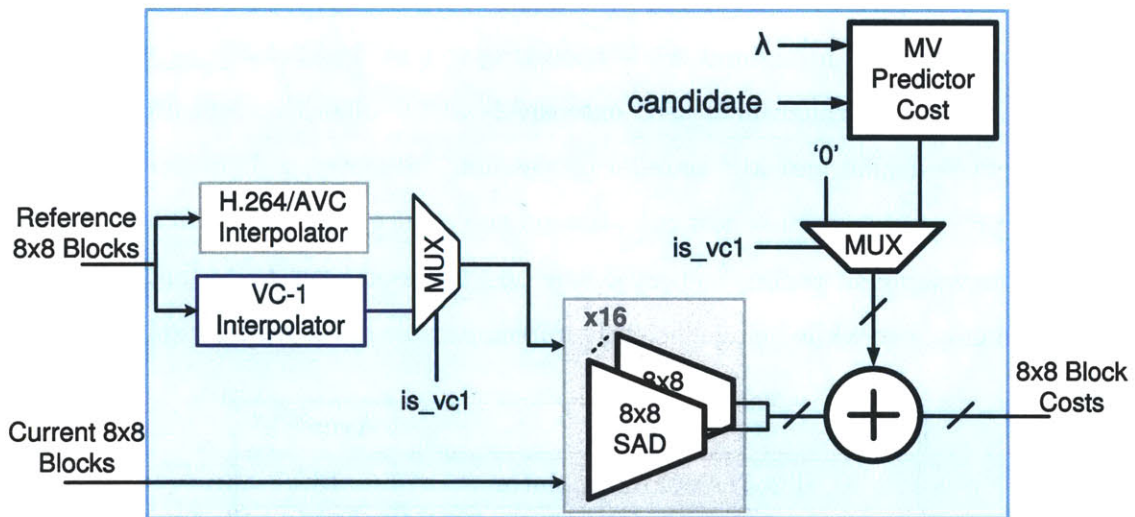 λ
candidate
MV
Predictor
Cost
'0'
Reference
8x8 Blocks
H.264/AVC
Interpolator
VC-1
Interpolator
MUX
is_vc1
is_vc1
MUX
x16
8x8
8x8
SAD
8x8 Block
Costs
Current 8x8
Blocks